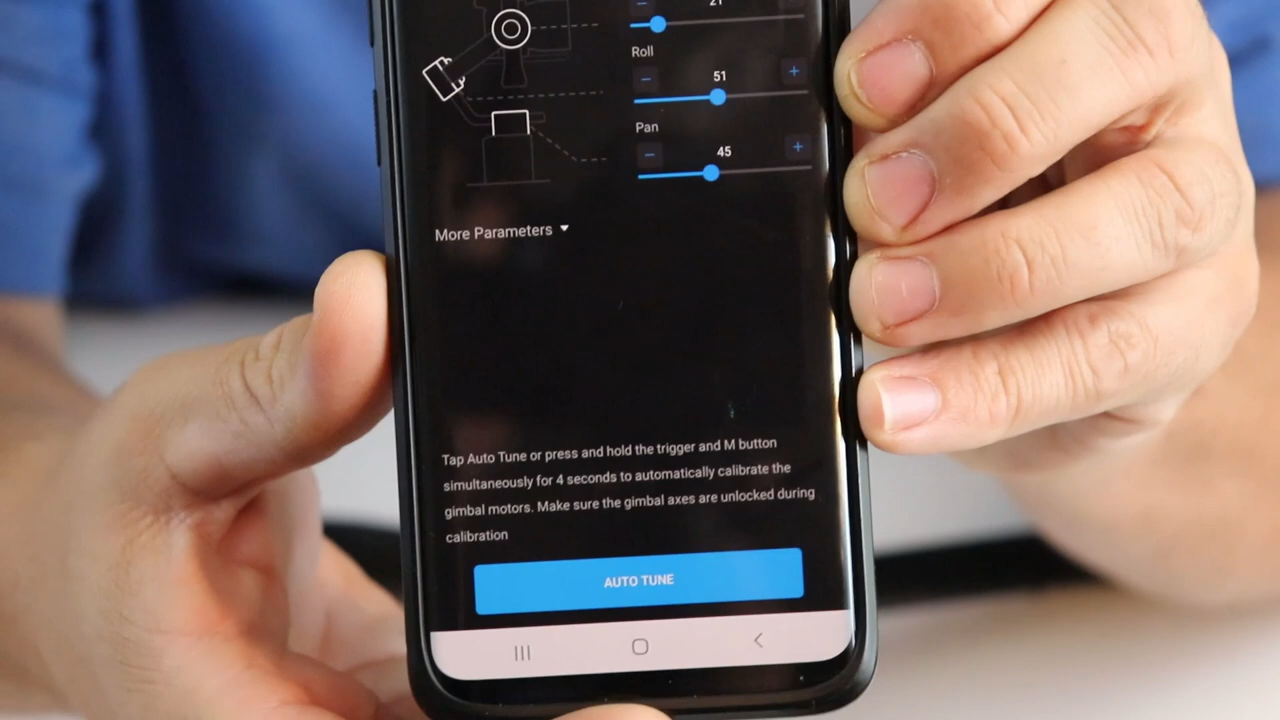 21
Roll
51
Pan
45
More Parameters
Tap Auto Tune or press and hold the trigger and M button
simultaneously for 4 seconds to automatically calibrate the
gimbal motors. Make sure the gimbal axes are unlocked during
calibration
AUTO TUNE